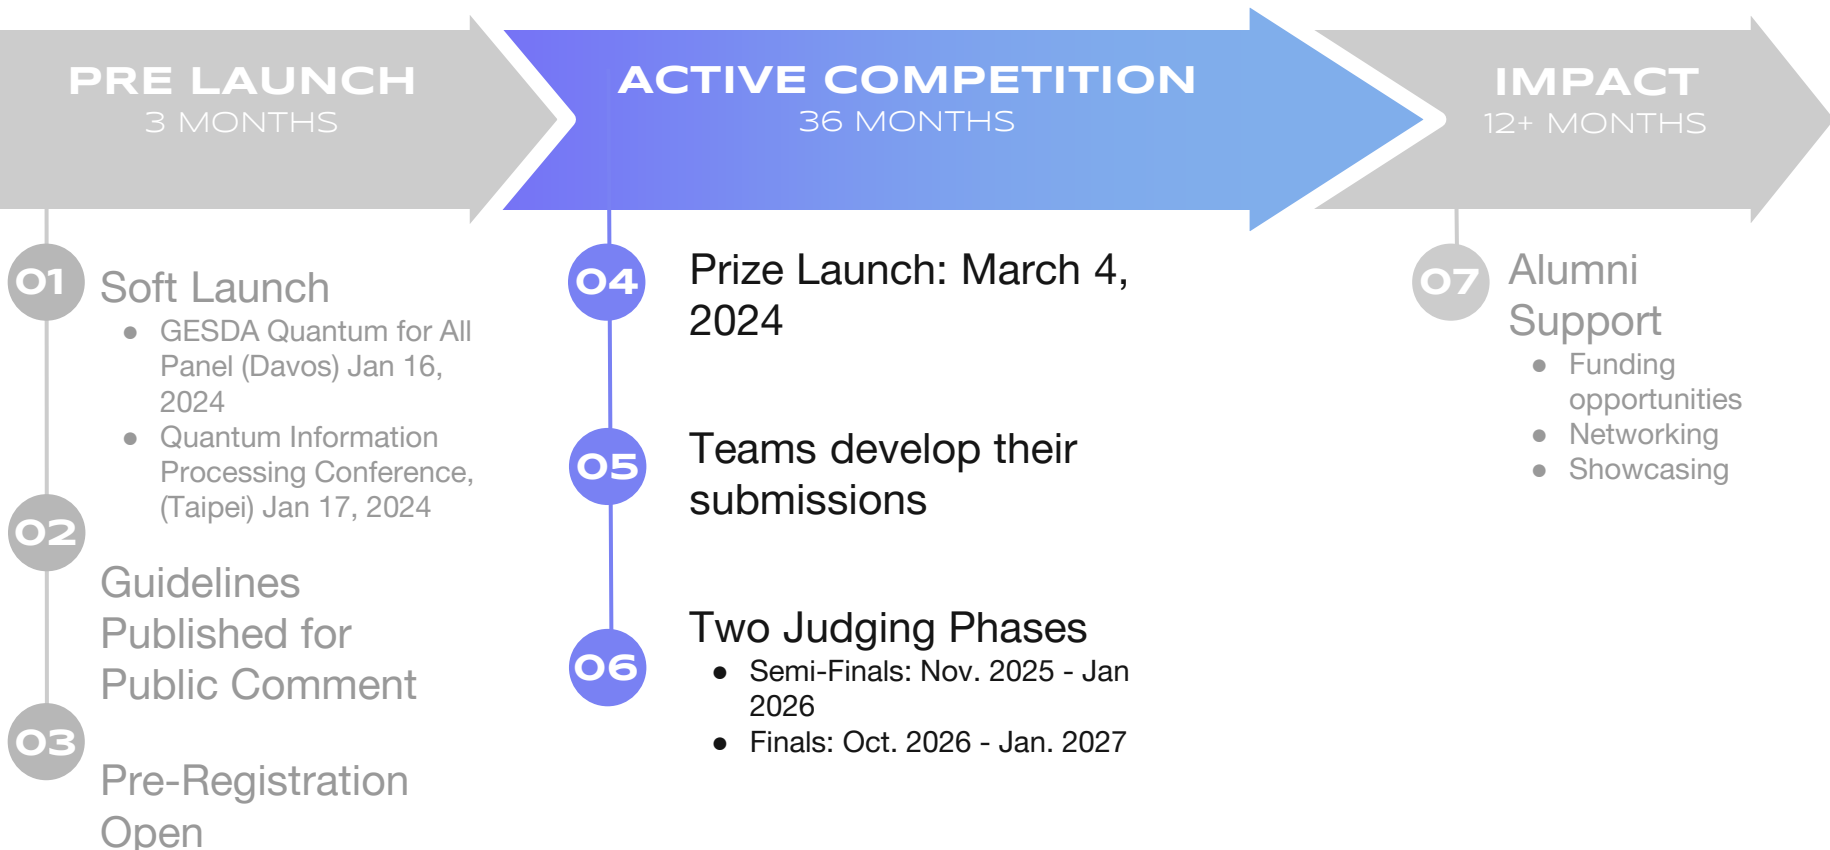 PRE LAUNCH
3 MONTHS
01
Soft Launch
● GESDA Quantum for All
Panel (Davos) Jan 16,
2024
● Quantum Information
Processing Conference,
(Taipei) Jan 17, 2024
02
Guidelines
Published for
Public Comment
03
Pre-Registration
Open
ACTIVE COMPETITION
36 MONTHS
04
Prize Launch: March 4,
2024
05
Teams develop their
submissions
06
Two Judging Phases
● Semi-Finals: Nov. 2025 - Jan
2026
● Finals: Oct. 2026 - Jan. 2027
IMPACT
12+ MONTHS
07
Alumni
Support
● Funding
opportunities
● Networking
● Showcasing